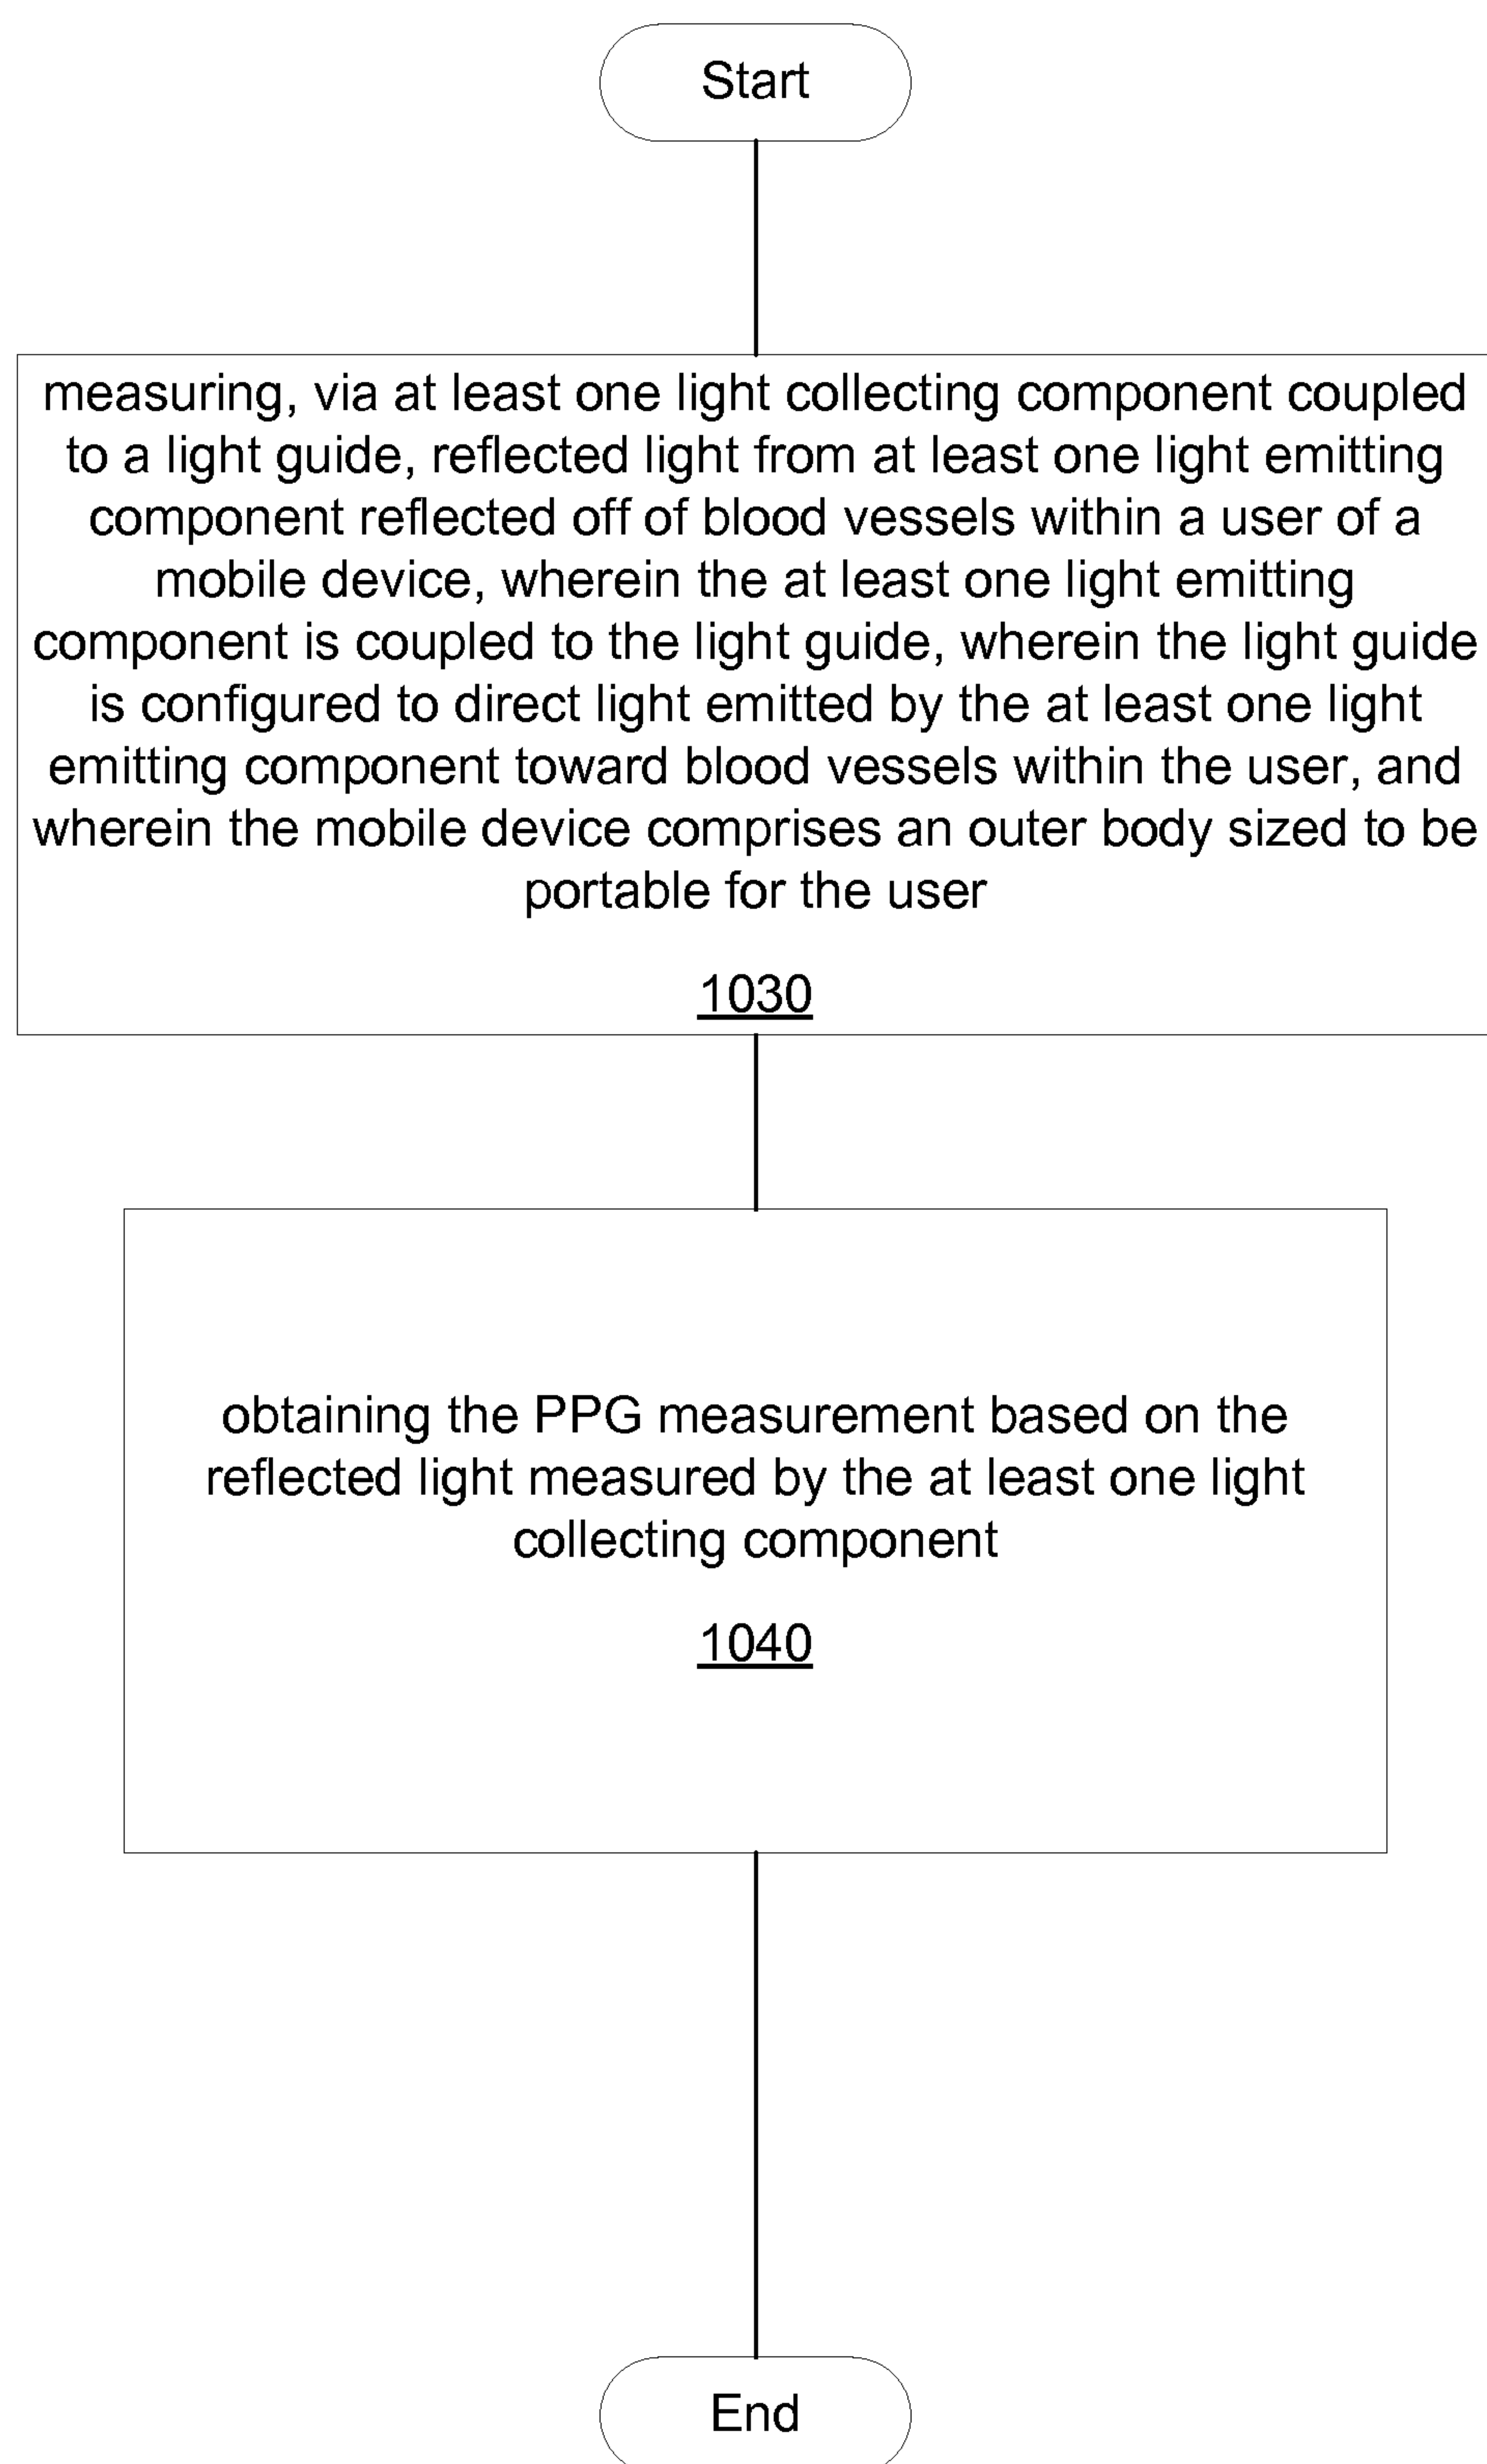 Start
measuring, via at least one light collecting component coupled
to a light guide, reflected light from at least one light emitting
component reflected off of blood vessels within a user of a
mobile device, wherein the at least one light emitting
component is coupled to the light guide, wherein the light guide
is configured to direct light emitted by the at least one light
emitting component toward blood vessels within the user, and
wherein the mobile device comprises an outer body sized to be
portable for the user
1030
obtaining the PPG measurement based on the
reflected light measured by the at least one light
collecting component
1040
End